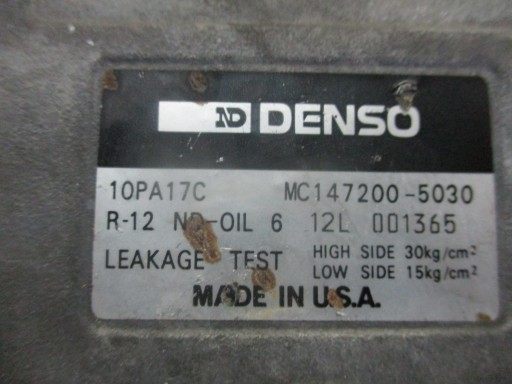 ND DENSO
10PA17C MC147200-5030
R-12 ND-OIL 6 12L 001365
LEAKAGE TEST HIGH SIDE 30kg/cm²
LOW SIDE 15kg/cm²
MADE IN U.S.A.